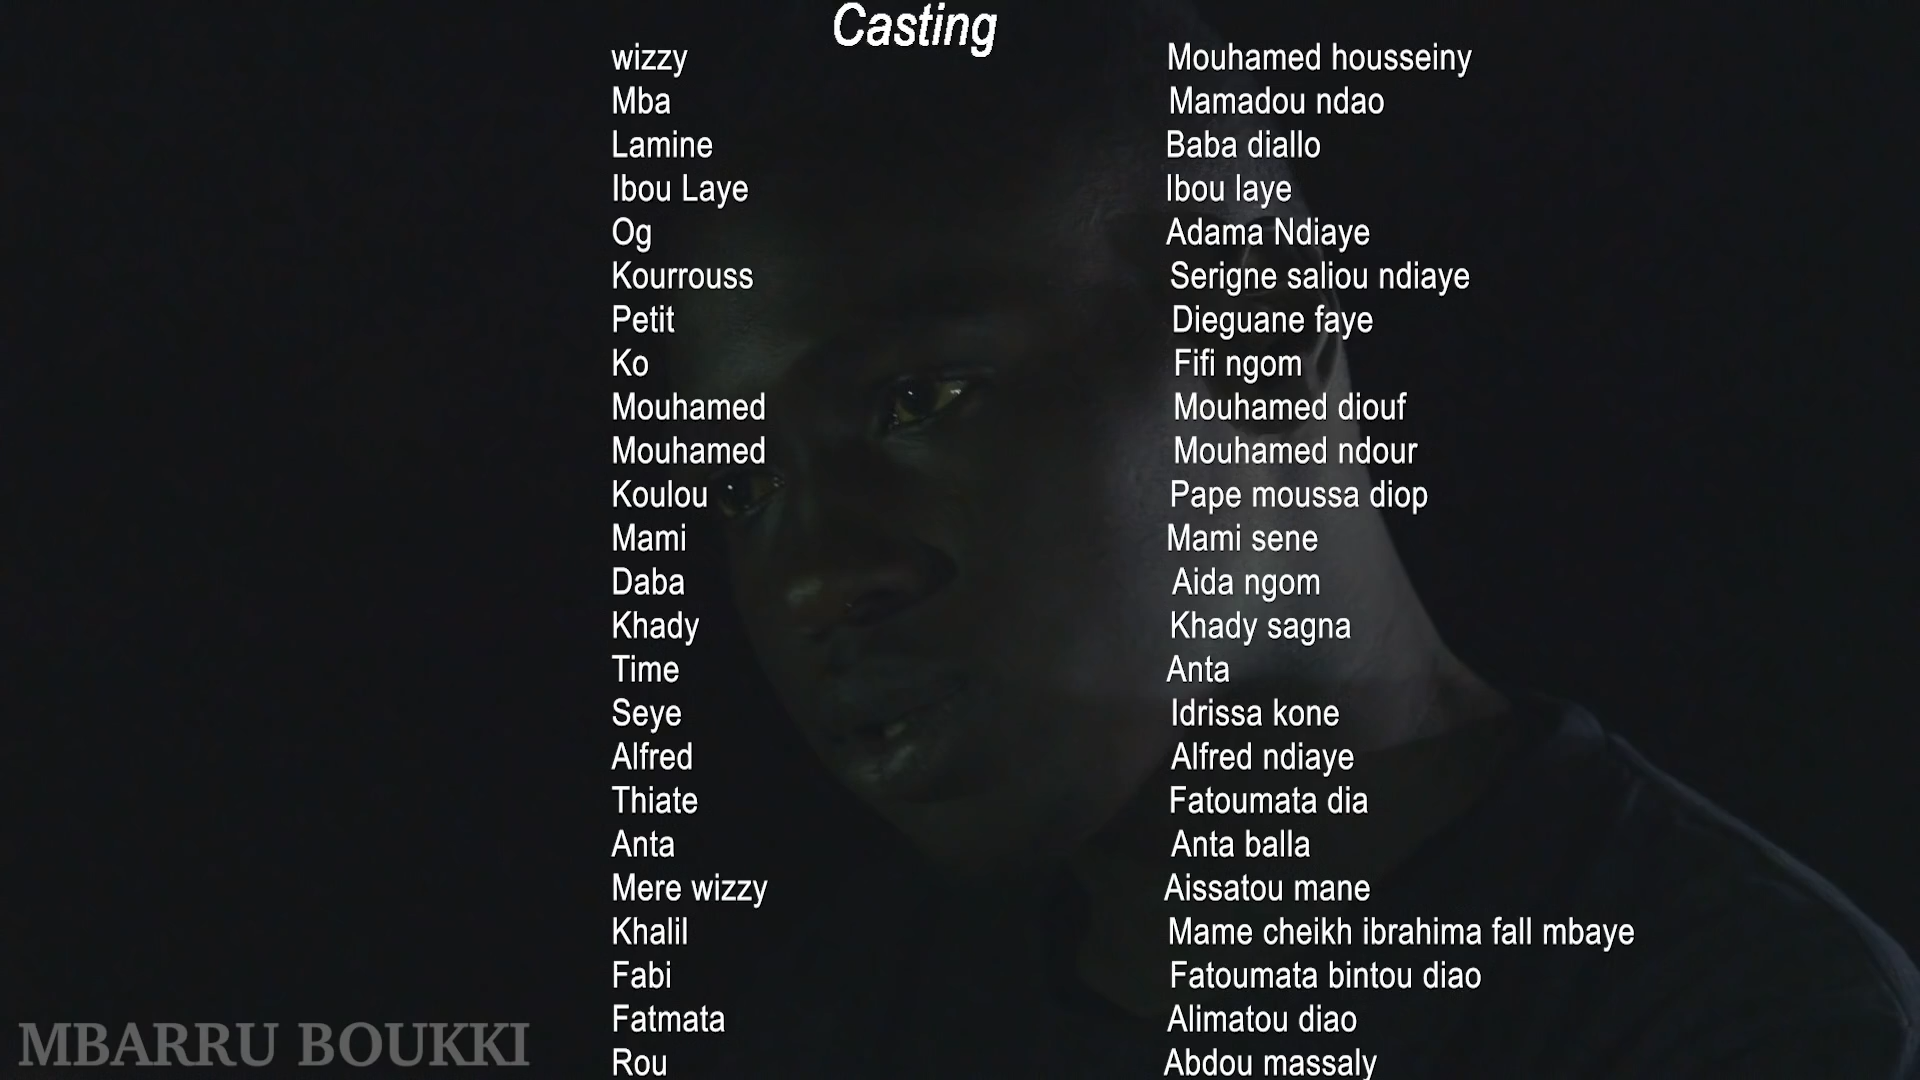 Casting
wizzy Mouhamed housseiny
Mba Mamadou ndao
Lamine Baba diallo
Ibou Laye Ibou laye
Og Adama Ndiaye
Kourrouss Serigne saliou ndiaye
Petit Dieguane faye
Ko Fifi ngom
Mouhamed Mouhamed diouf
Mouhamed Mouhamed ndour
Koulou Pape moussa diop
Mami Mami sene
Daba Aida ngom
Khady Khady sagna
Time Anta
Seye Idrissa kone
Alfred Alfred ndiaye
Thiate Fatoumata dia
Anta Anta balla
Mere wizzy Aissatou mane
Khalil Mame cheikh ibrahima fall mbaye
Fabi Fatoumata bintou diao
Fatmata Alimatou diao
Rou Abdou massaly
MBARRU BOUKKI